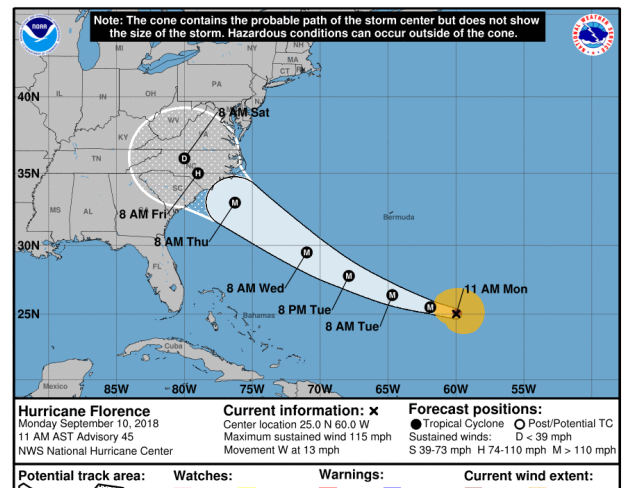 Note: The cone contains the probable path of the storm center but does not show
the size of the storm. Hazardous conditions can occur outside of the cone.
NOAA
NATIONAL WEATHER SERVICE
MI
NY
NH
MA
CT
RI
40N
IL
IN
OH
PA
NJ
8 AM Sat
WV
VA
KY
D
35N
TN
NC
H
SC
8 AM Fri
M
MS
AL
GA
Bermuda
8 AM Thu
30N
M
FL
M
8 AM Wed
11 AM Mon
M
8 PM Tue
M
25N
8 AM Tue
Bahamas
Cuba
Mexico
85W
80W
75W
70W
65W
60W
55W
Hurricane Florence
Monday September 10, 2018
11 AM AST Advisory 45
NWS National Hurricane Center
Current information: ×
Center location 25.0 N 60.0 W
Maximum sustained wind 115 mph
Movement W at 13 mph
Forecast positions:
Tropical Cyclone Post/Potential TC
Sustained winds: D < 39 mph
S 39-73 mph H 74-110 mph M > 110 mph
Potential track area:
Watches:
Warnings:
Current wind extent: